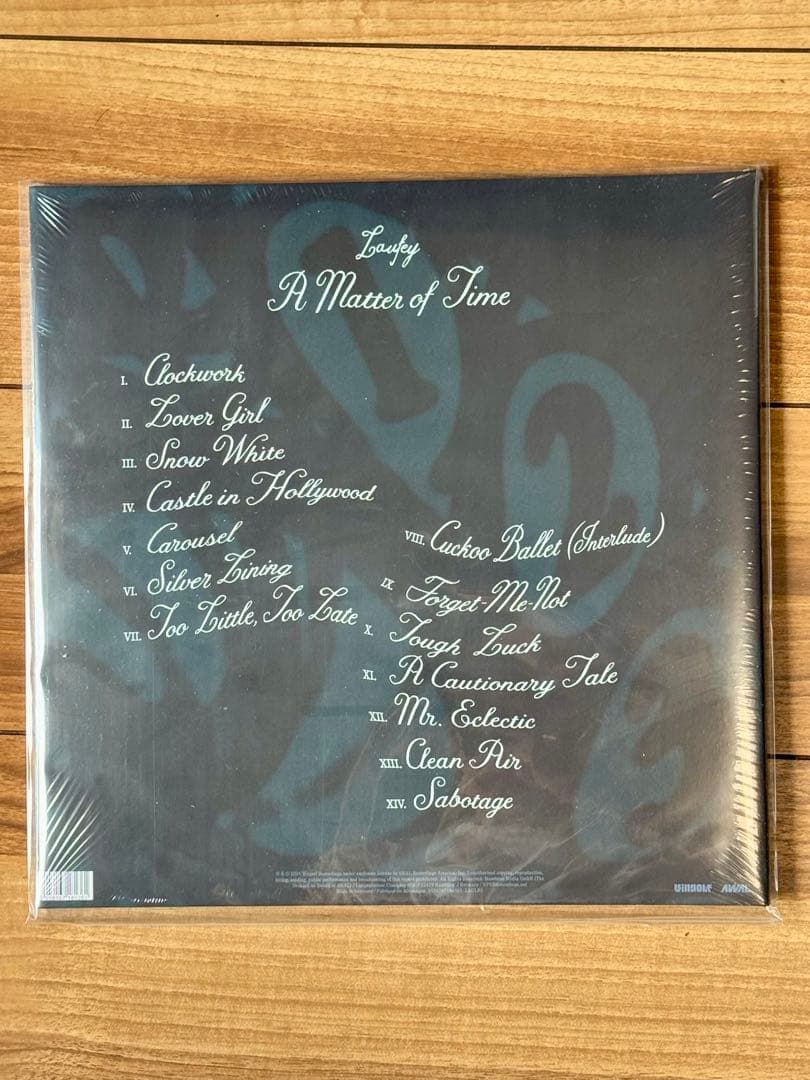 Laufey
A Matter of Time
I. Clockwork
II. Lover Girl
III. Snow White
IV. Castle in Hollywood
V. Carousel
VI. Silver Lining
VII. Too Little, Too Late
VIII. Cuckoo Ballet (Interlude)
IX. Forget-Me-Not
X. Tough Luck
XI. A Cautionary Tale
XII. Mr. Eclectic
XIII. Clean Air
XIV. Sabotage
VINGOLF AWAL